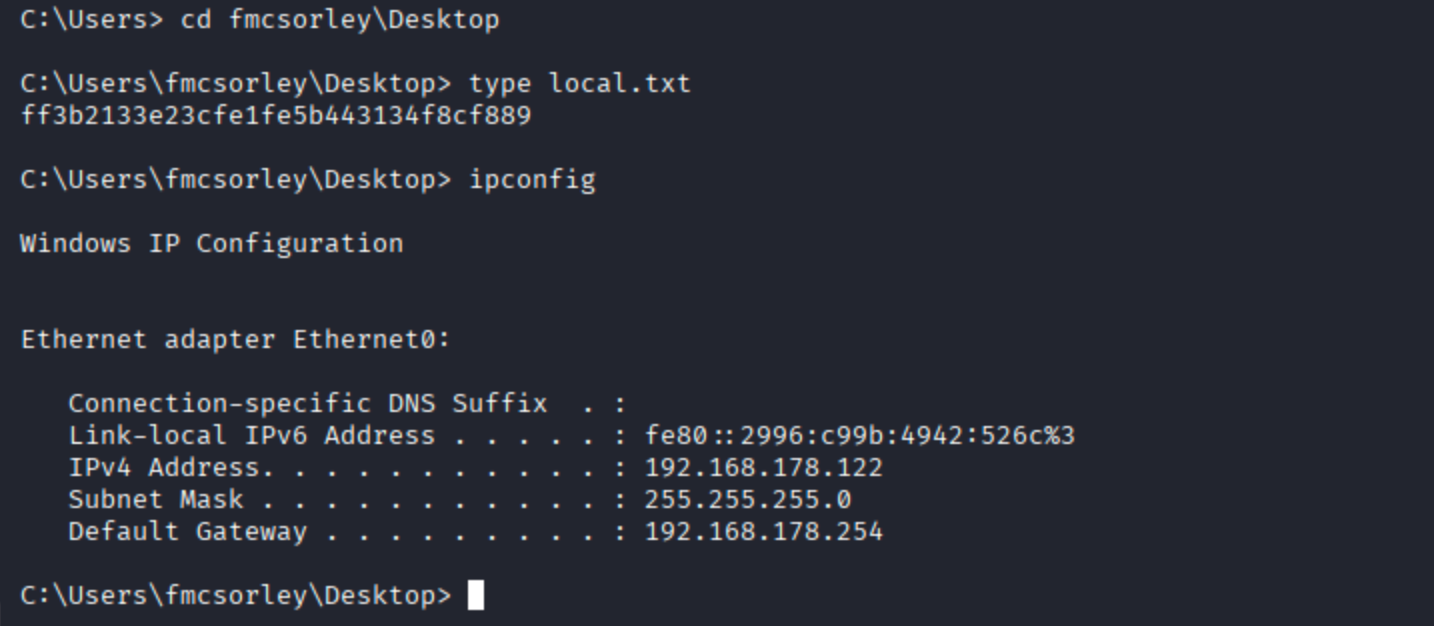 C:\Users> cd fmcsorley\Desktop
C:\Users\fmcsorley\Desktop> type local.txt
ff3b2133e23cfe1fe5b443134f8cf889
C:\Users\fmcsorley\Desktop> ipconfig
Windows IP Configuration
Ethernet adapter Ethernet0:
   Connection-specific DNS Suffix  . :
   Link-local IPv6 Address . . . . . : fe80::2996:c99b:4942:526c%3
   IPv4 Address. . . . . . . . . . . : 192.168.178.122
   Subnet Mask . . . . . . . . . . . : 255.255.255.0
   Default Gateway . . . . . . . . . : 192.168.178.254
C:\Users\fmcsorley\Desktop>